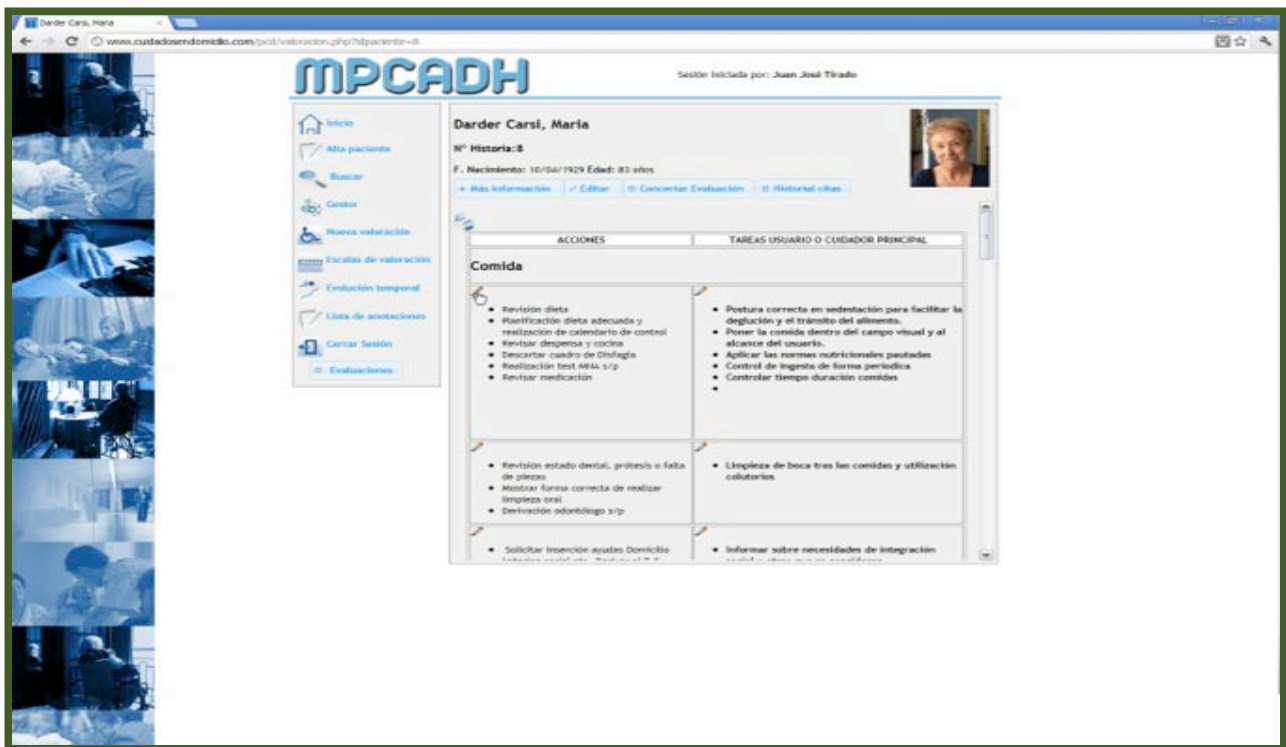 Darder Carsi, Maria
www.cuidadosendomicilio.com/pcd/valoracion.php?idpaciente=8
MPCADH
Sesión iniciada por: Juan José Tirado
Inicio
Alta paciente
Buscar
Gestor
Nueva valoración
Escalas de valoración
Evolución temporal
Lista de anotaciones
Cerrar Sesión
Evaluaciones
Darder Carsi, Maria
Nº Historia:8
F. Nacimiento: 10/04/1929 Edad: 83 años
+ Más información
Editar
Concertar Evaluación
Historial citas
ACCIONES
TAREAS USUARIO O CUIDADOR PRINCIPAL
Comida
• Revisión dieta
• Planificación dieta adecuada y
realización de calendario de control
• Revisar despensa y cocina
• Descartar cuadro de Disfagia
• Realización test MNA s/p
• Revisar medicación
• Postura correcta en sedestación para facilitar la
deglución y el tránsito del alimento.
• Poner la comida dentro del campo visual y al
alcance del usuario.
• Aplicar las normas nutricionales pautadas
• Control de ingesta de forma periodica
• Controlar tiempo duración comidas
•
• Revisión estado dental, prótesis o falta
de piezas
• Mostrar forma correcta de realizar
limpieza oral
• Derivación odontólogo s/p
• Limpieza de boca tras las comidas y utilización
colutorios
• Solicitar inserción ayudas Domicilio
• Informar sobre necesidades de integración